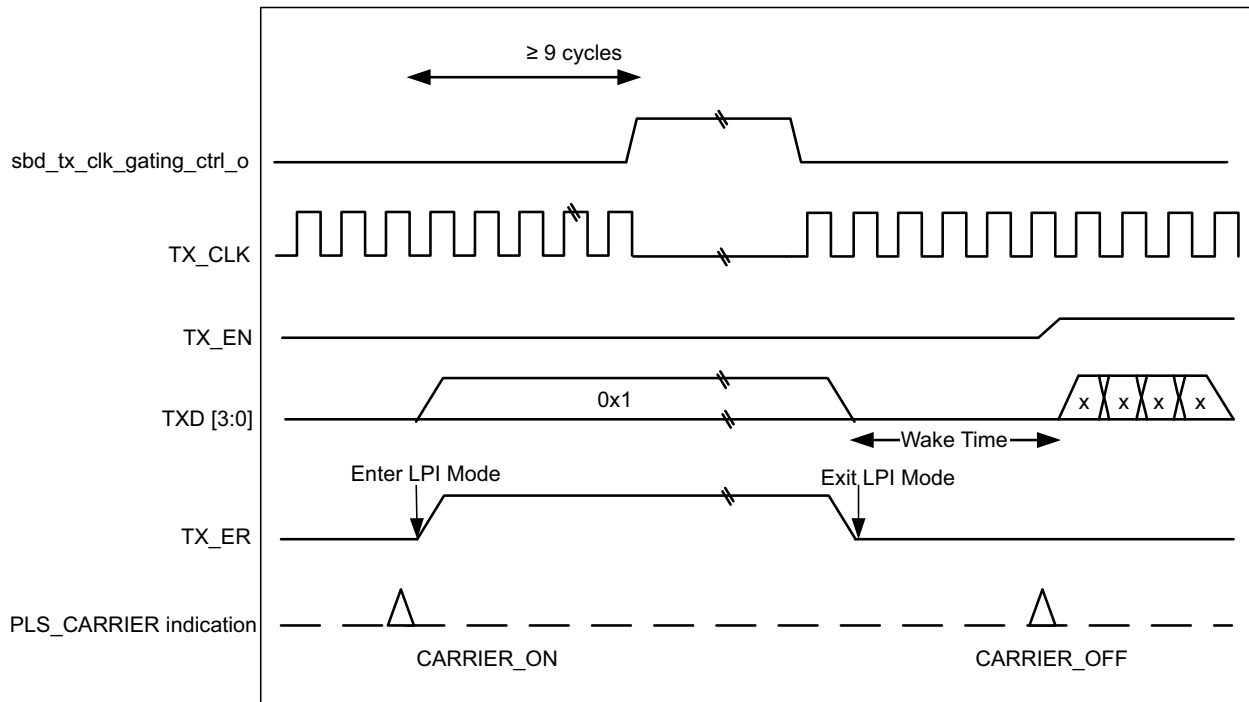 ≥ 9 cycles
sbd_tx_clk_gating_ctrl_o
TX_CLK
TX_EN
0x1
TXD [3:0]
x x x x
Wake Time
Enter LPI Mode
Exit LPI Mode
TX_ER
PLS_CARRIER indication
CARRIER_ON
CARRIER_OFF